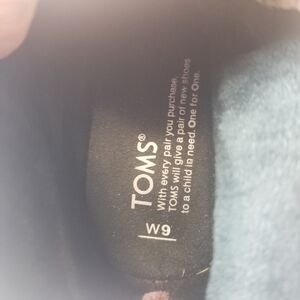 TOMS®
With every pair you purchase,
TOMS will give a pair of new shoes
to a child in need. One for One.
W9